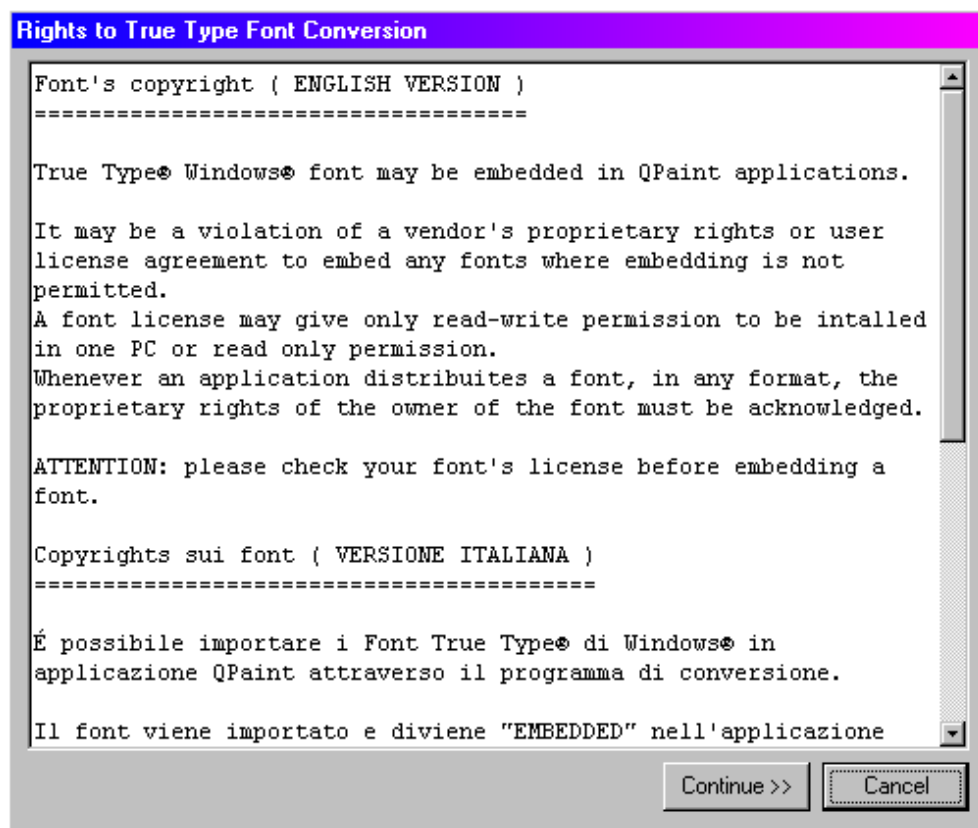 Rights to True Type Font Conversion
Font's copyright ( ENGLISH VERSION )
====================================
True Type® Windows® font may be embedded in QPaint applications.
It may be a violation of a vendor's proprietary rights or user
license agreement to embed any fonts where embedding is not
permitted.
A font license may give only read-write permission to be intalled
in one PC or read only permission.
Whenever an application distribuites a font, in any format, the
proprietary rights of the owner of the font must be acknowledged.
ATTENTION: please check your font's license before embedding a
font.
Copyrights sui font ( VERSIONE ITALIANA )
=========================================
É possibile importare i Font True Type® di Windows® in
applicazione QPaint attraverso il programma di conversione.
Il font viene importato e diviene "EMBEDDED" nell'applicazione
Continue >>
Cancel